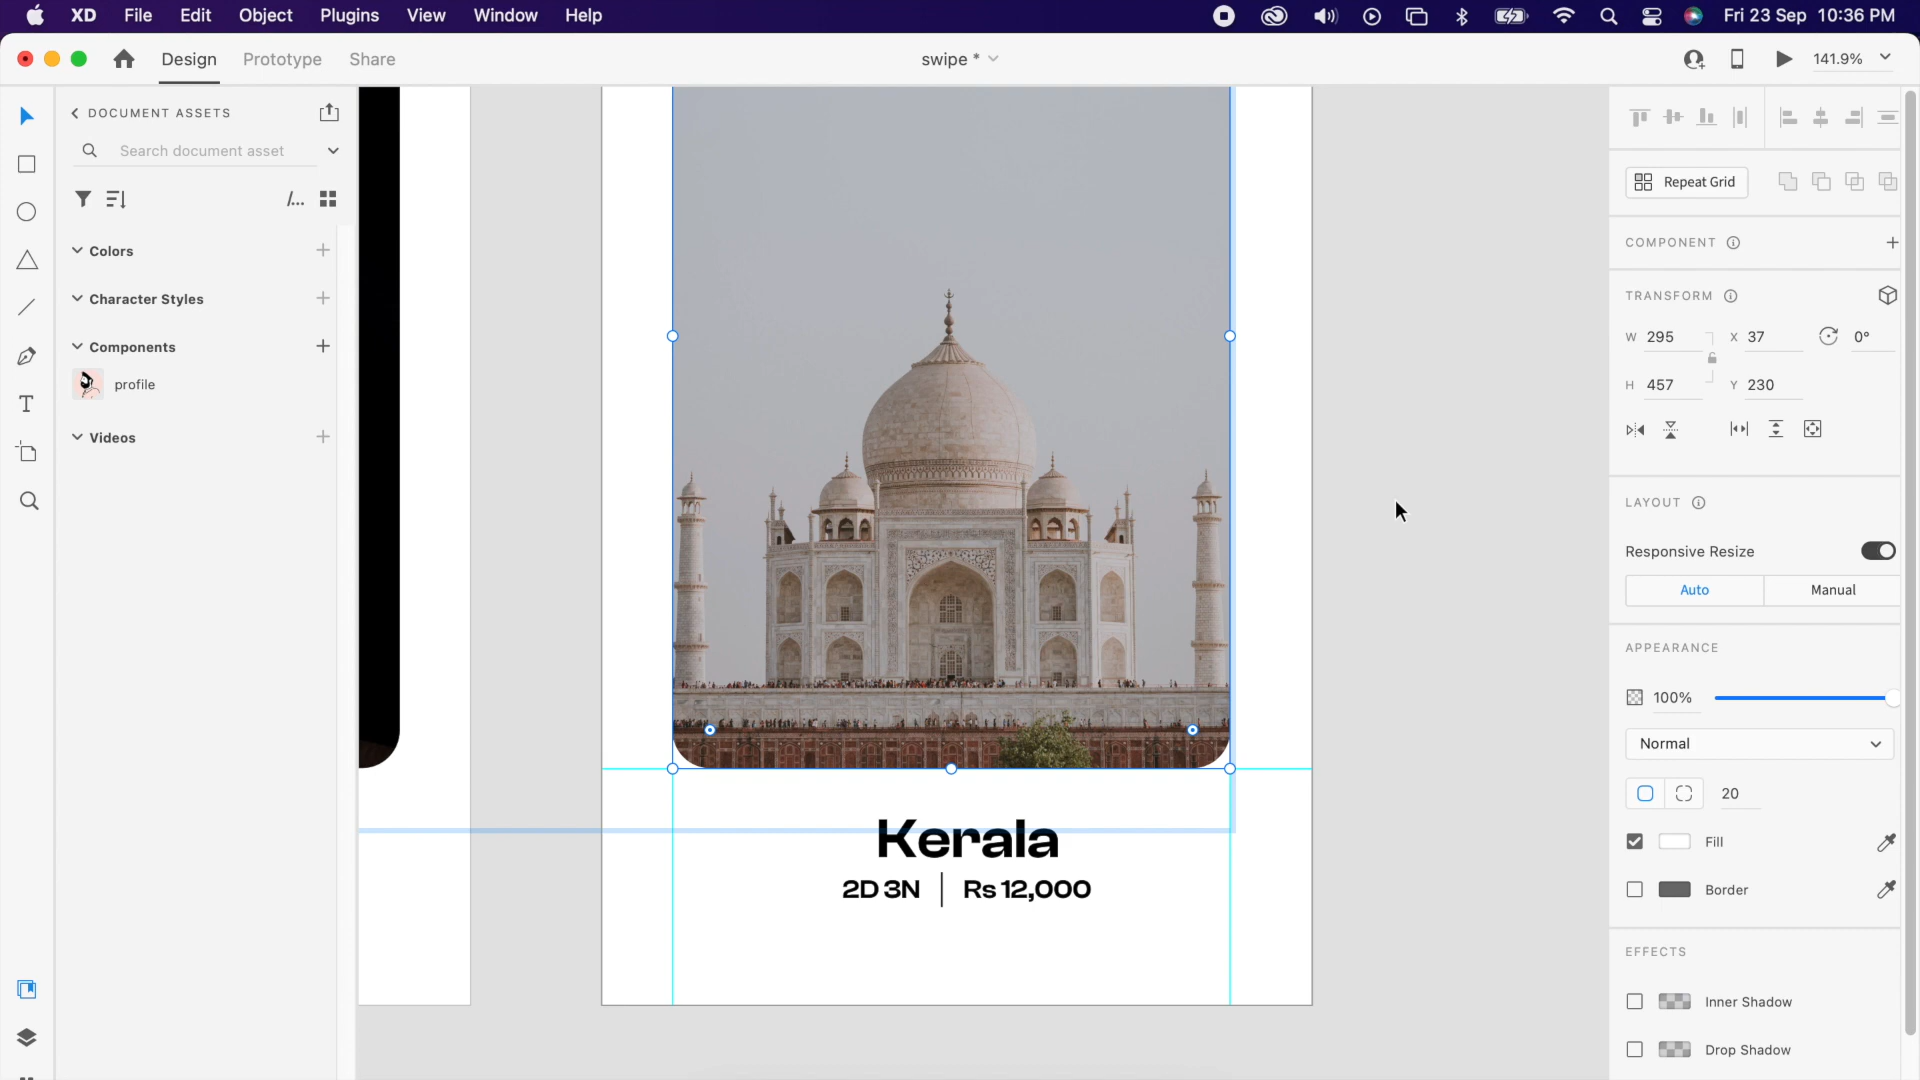 XD File Edit Object Plugins View Window Help Fri 23 Sep 10:36 PM
Design Prototype Share swipe * 141.9%
DOCUMENT ASSETS
Search document asset
/...
Colors
Character Styles
Components
profile
Videos
Kerala
2D 3N Rs 12,000
Repeat Grid
COMPONENT
TRANSFORM
W 295 X 37 0°
H 457 Y 230
LAYOUT
Responsive Resize
Auto Manual
APPEARANCE
100%
Normal
20
Fill
Border
EFFECTS
Inner Shadow
Drop Shadow